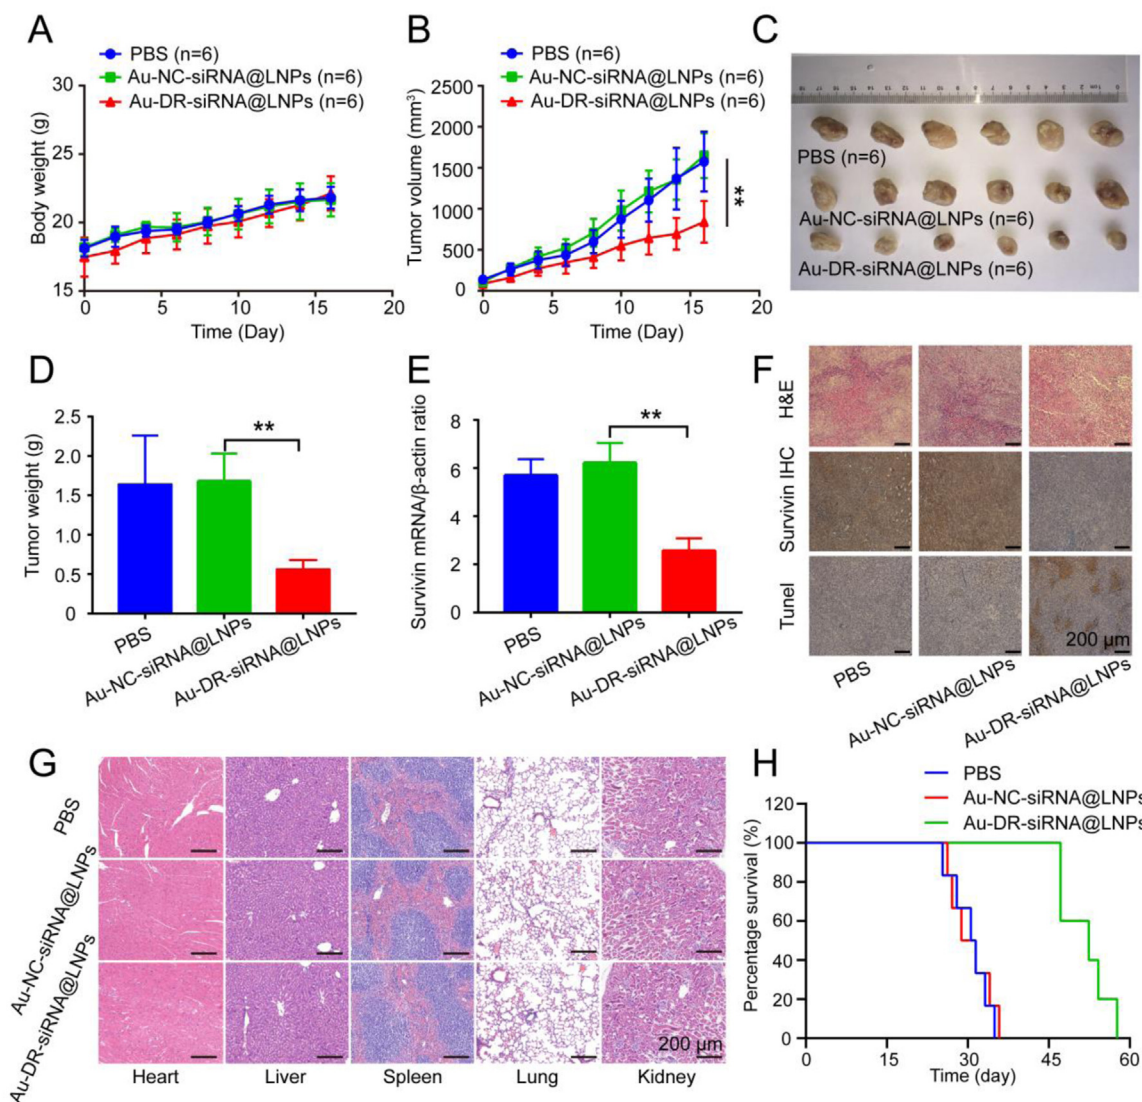 A
PBS (n=6)
Au-NC-siRNA@LNPs (n=6)
Au-DR-siRNA@LNPs (n=6)
Body weight (g)
30
25
20
15
0 5 10 15 20
Time (Day)
B
PBS (n=6)
Au-NC-siRNA@LNPs (n=6)
Au-DR-siRNA@LNPs (n=6)
Tumor volume (mm³)
2500
2000
1500
1000
500
0
0 5 10 15 20
Time (Day)
**
C
PBS (n=6)
Au-NC-siRNA@LNPs (n=6)
Au-DR-siRNA@LNPs (n=6)
D
Tumor weight (g)
2.5
2.0
1.5
1.0
0.5
0
**
PBS
Au-NC-siRNA@LNPs
Au-DR-siRNA@LNPs
E
Survivin mRNA/β-actin ratio
8
6
4
2
0
**
PBS
Au-NC-siRNA@LNPs
Au-DR-siRNA@LNPs
F
H&E
Survivin IHC
Tunel
200 μm
PBS
Au-NC-siRNA@LNPs
Au-DR-siRNA@LNPs
G
PBS
Au-NC-siRNA@LNPs
Au-DR-siRNA@LNPs
200 μm
Heart Liver Spleen Lung Kidney
H
PBS
Au-NC-siRNA@LNPs
Au-DR-siRNA@LNPs
Percentage survival (%)
120
100
80
60
40
20
0
0 30 45 60
Time (day)